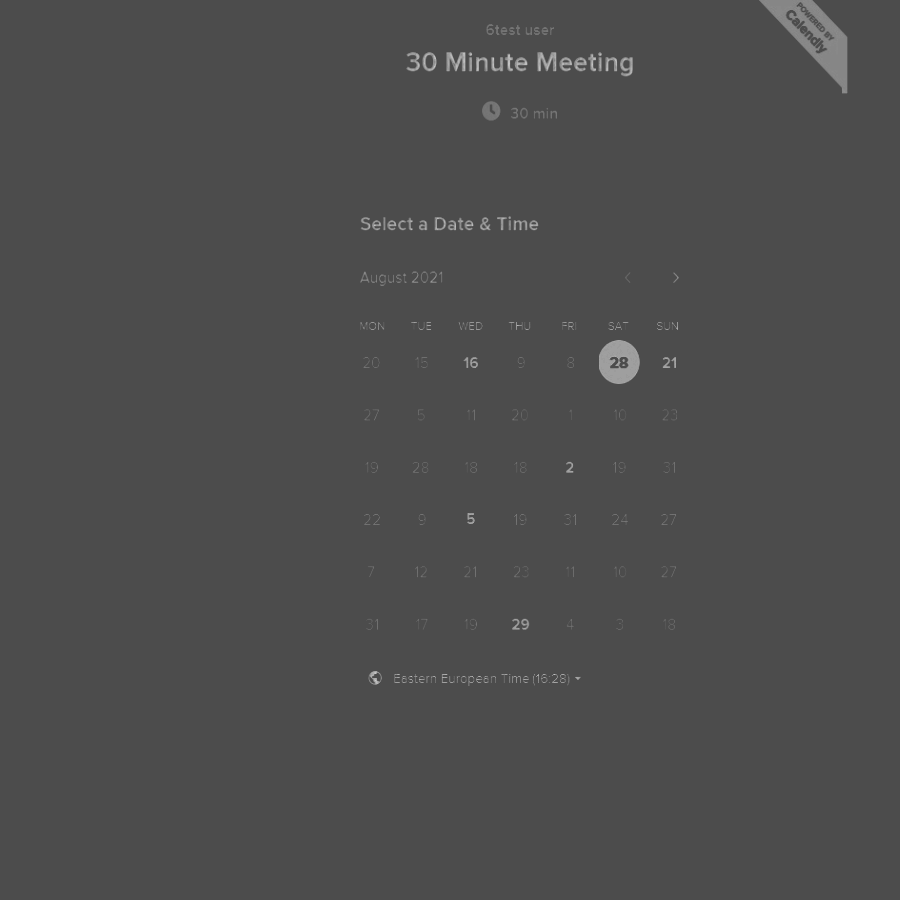 6test user
POWERED BY
Calendly
30 Minute Meeting
30 min
Select a Date & Time
August 2021
MON TUE WED THU FRI SAT SUN
20 15 16 9 8 28 21
27 5 11 20 1 10 23
19 28 18 18 2 19 31
22 9 5 19 31 24 27
7 12 21 23 11 10 27
31 17 19 29 4 3 18
Eastern European Time (16:28)